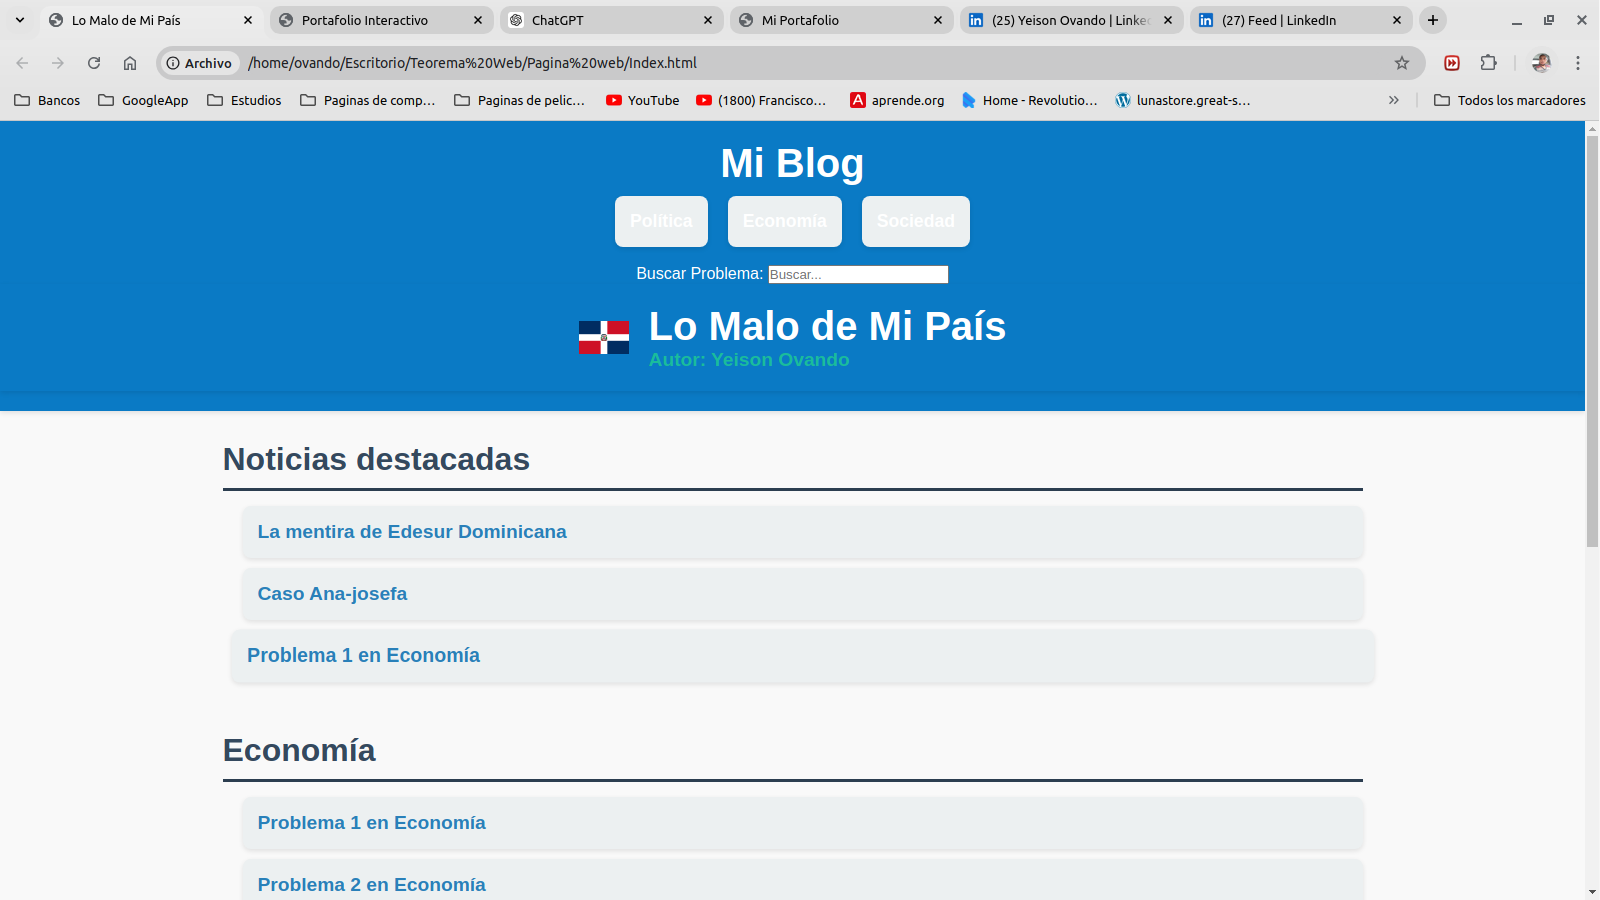 Lo Malo de Mi País
Portafolio Interactivo
ChatGPT
Mi Portafolio
(25) Yeison Ovando | Linke
(27) Feed | LinkedIn
Archivo
/home/ovando/Escritorio/Teorema%20Web/Pagina%20web/Index.html
Bancos
GoogleApp
Estudios
Paginas de comp…
Paginas de pelic…
YouTube
(1800) Francisco…
aprende.org
Home - Revolutio…
lunastore.great-s…
Todos los marcadores
Mi Blog
Política
Economía
Sociedad
Buscar Problema: Buscar...
Lo Malo de Mi País
Autor: Yeison Ovando
Noticias destacadas
La mentira de Edesur Dominicana
Caso Ana-josefa
Problema 1 en Economía
Economía
Problema 1 en Economía
Problema 2 en Economía